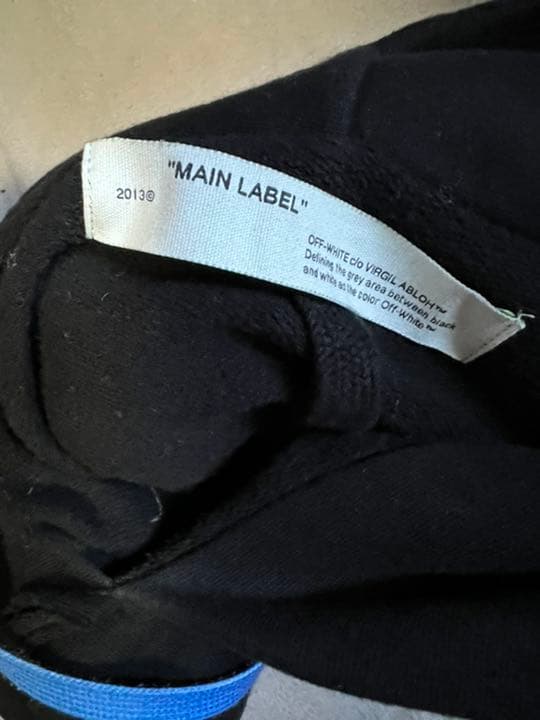 "MAIN LABEL"
2013©
OFF-WHITE c/o VIRGIL ABLOH™
Defining the grey area between black
and white as the color Off-White™